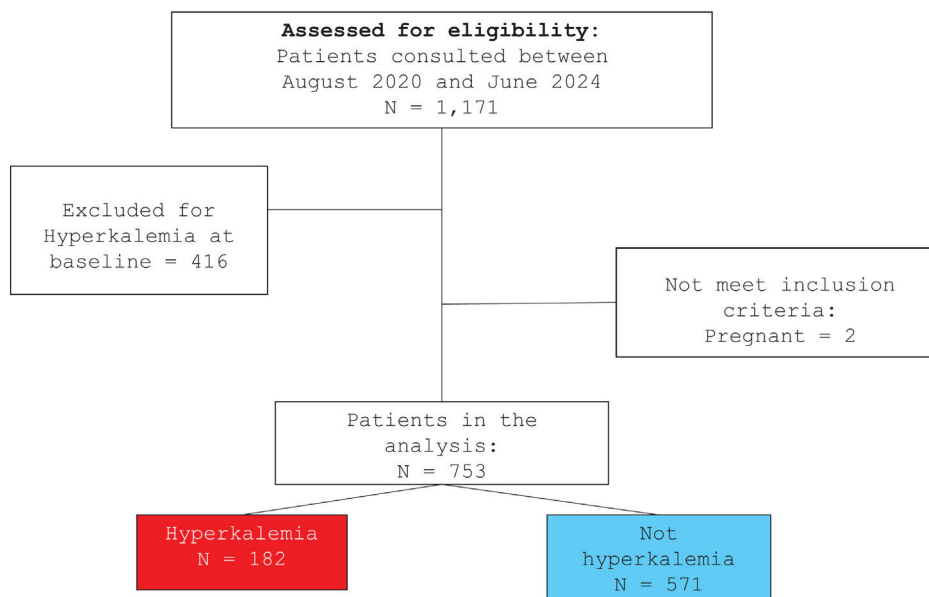 Assessed for eligibility:
Patients consulted between
August 2020 and June 2024
N = 1,171
Excluded for
Hyperkalemia at
baseline = 416
Not meet inclusion
criteria:
Pregnant = 2
Patients in the
analysis:
N = 753
Hyperkalemia
N = 182
Not
hyperkalemia
N = 571